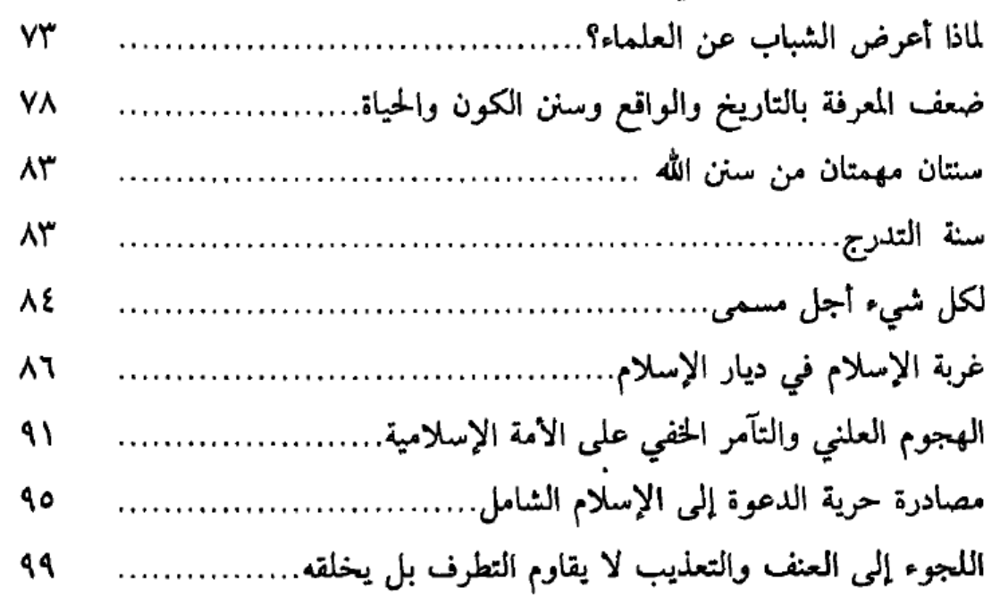 لماذا أعرض الشباب عن العلماء؟ ........................................ ٧٣
ضعف المعرفة بالتاريخ والواقع وسنن الكون والحياة..................... ٧٨
سنتان مهمتان من سنن الله ............................................. ٨٣
سنة التدرج.............................................................. ٨٣
لكل شيء أجل مسمى................................................... ٨٤
غربة الإسلام في ديار الإسلام........................................... ٨٦
الهجوم العلني والتآمر الخفي على الأمة الإسلامية....................... ٩١
مصادرة حرية الدعوة إلى الإسلام الشامل............................... ٩٥
اللجوء إلى العنف والتعذيب لا يقاوم التطرف بل يخلقه................ ٩٩